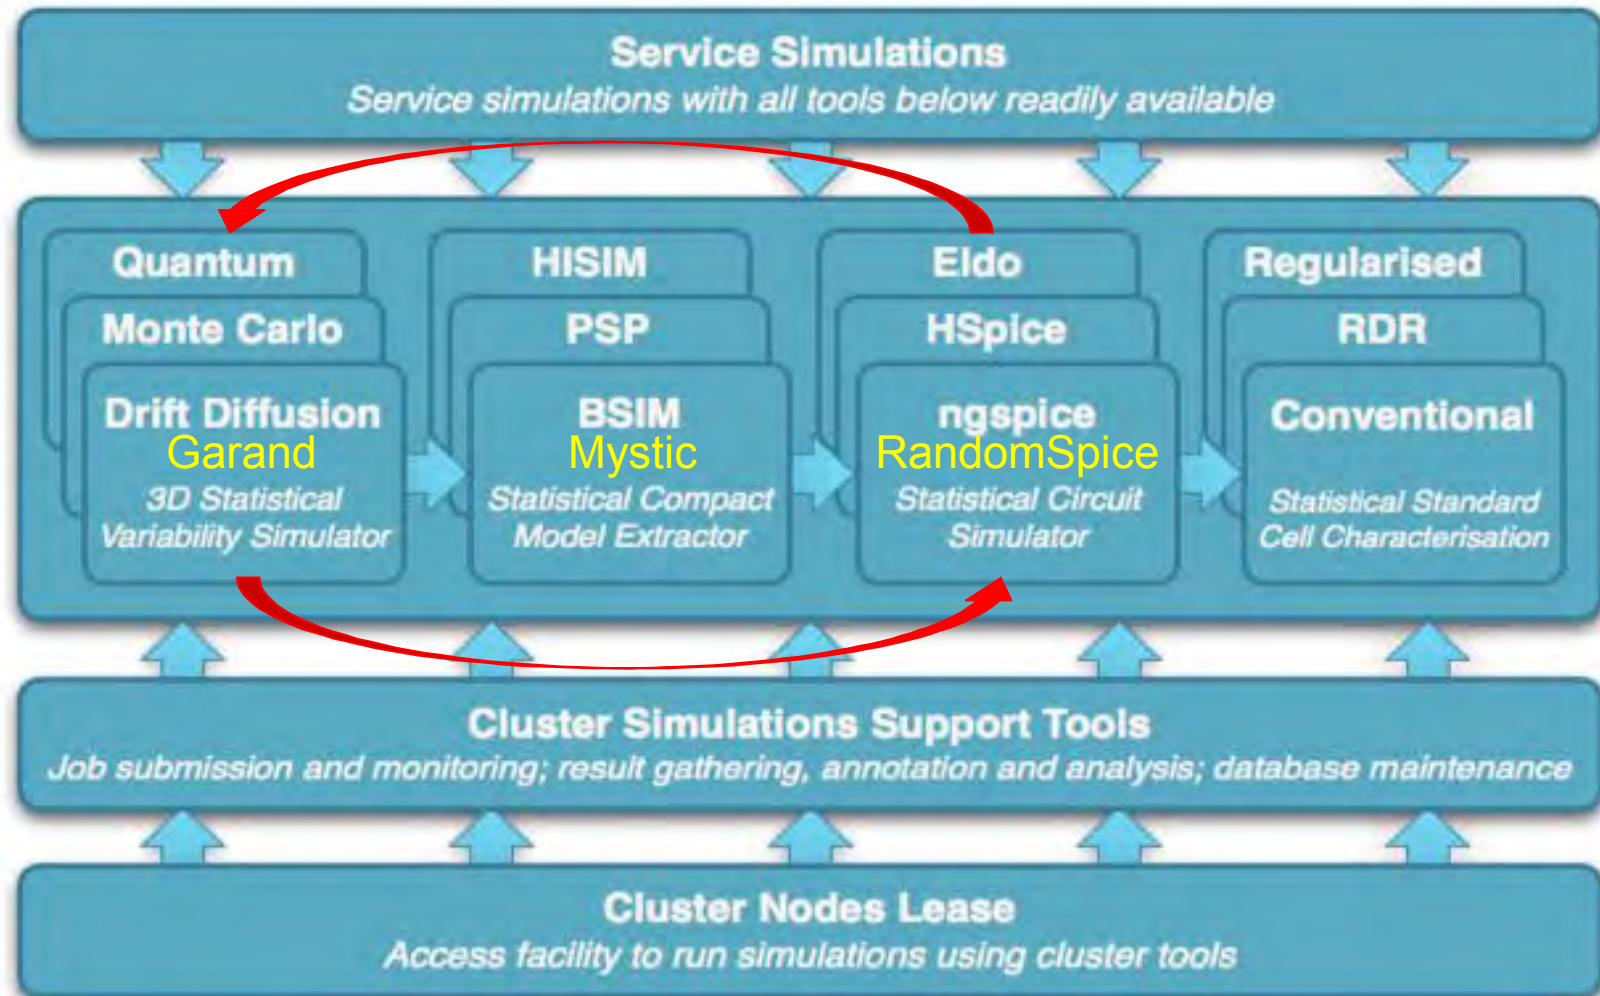 Service Simulations
Service simulations with all tools below readily available
Quantum
Monte Carlo
Drift Diffusion
Garand
3D Statistical
Variability Simulator
HISIM
PSP
BSIM
Mystic
Statistical Compact
Model Extractor
Eldo
HSpice
ngspice
RandomSpice
Statistical Circuit
Simulator
Regularised
RDR
Conventional
Statistical Standard
Cell Characterisation
Cluster Simulations Support Tools
Job submission and monitoring; result gathering, annotation and analysis; database maintenance
Cluster Nodes Lease
Access facility to run simulations using cluster tools